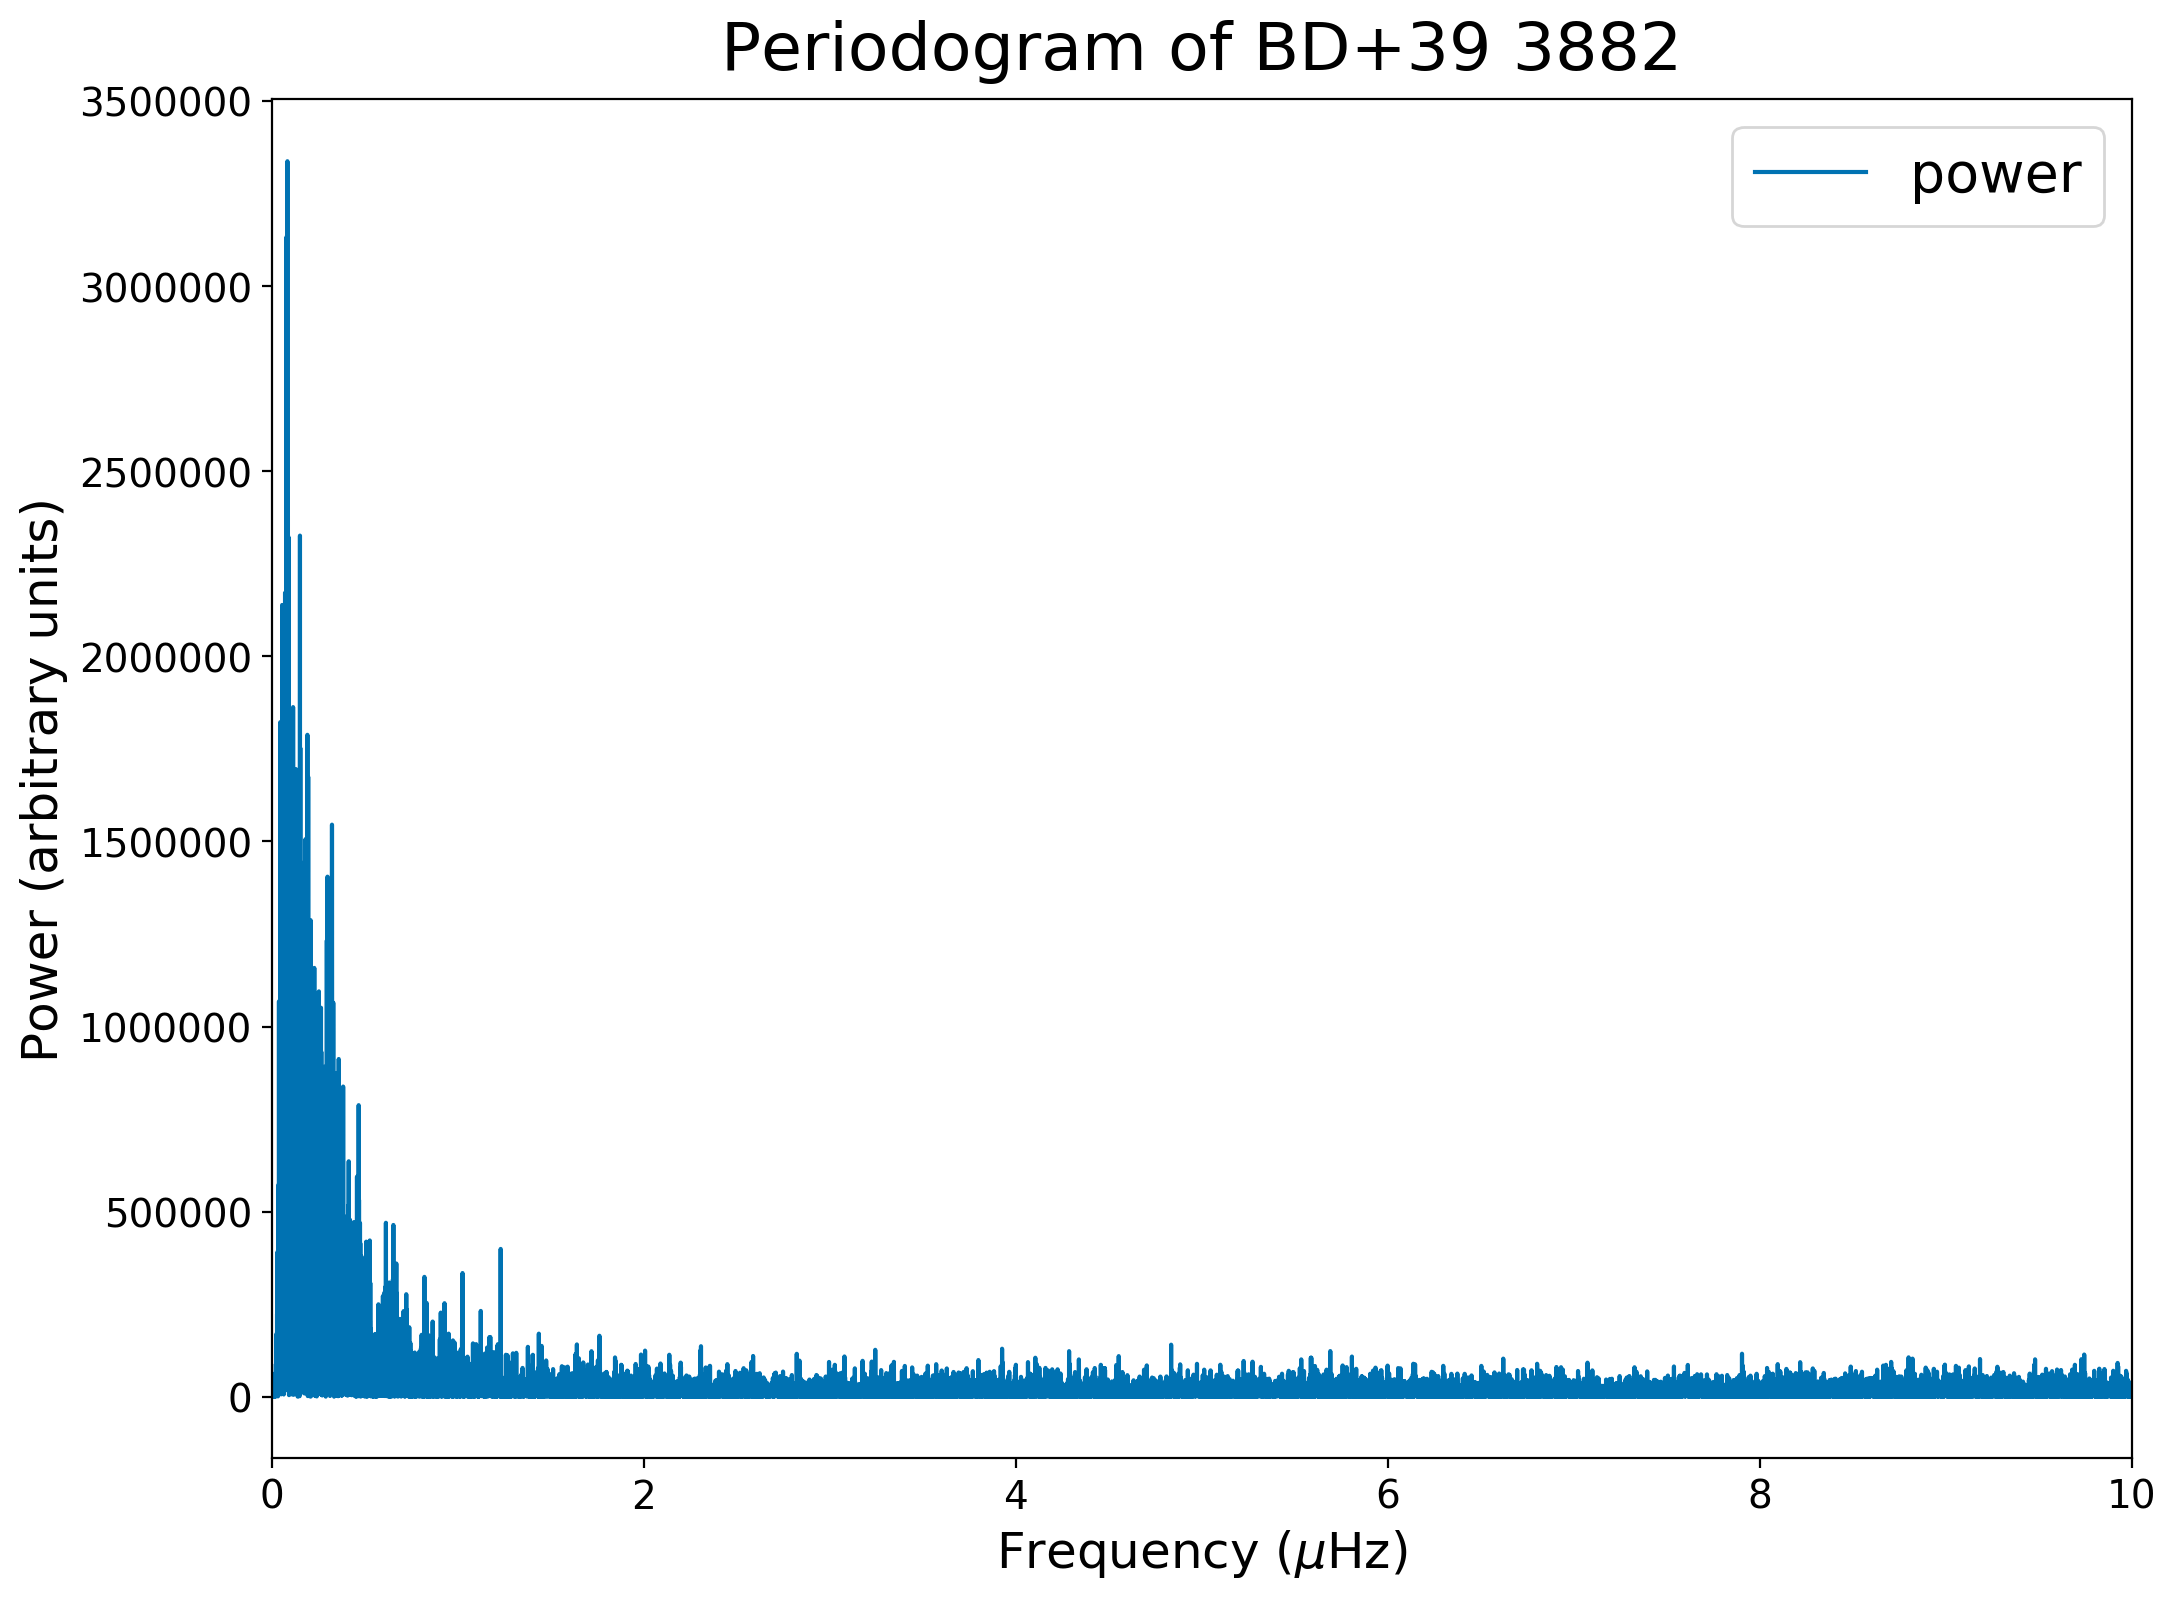 Periodogram of BD+39 3882
power
3500000
3000000
2500000
2000000
1500000
1000000
500000
0
Power (arbitrary units)
0 2 4 6 8 10
Frequency (μHz)